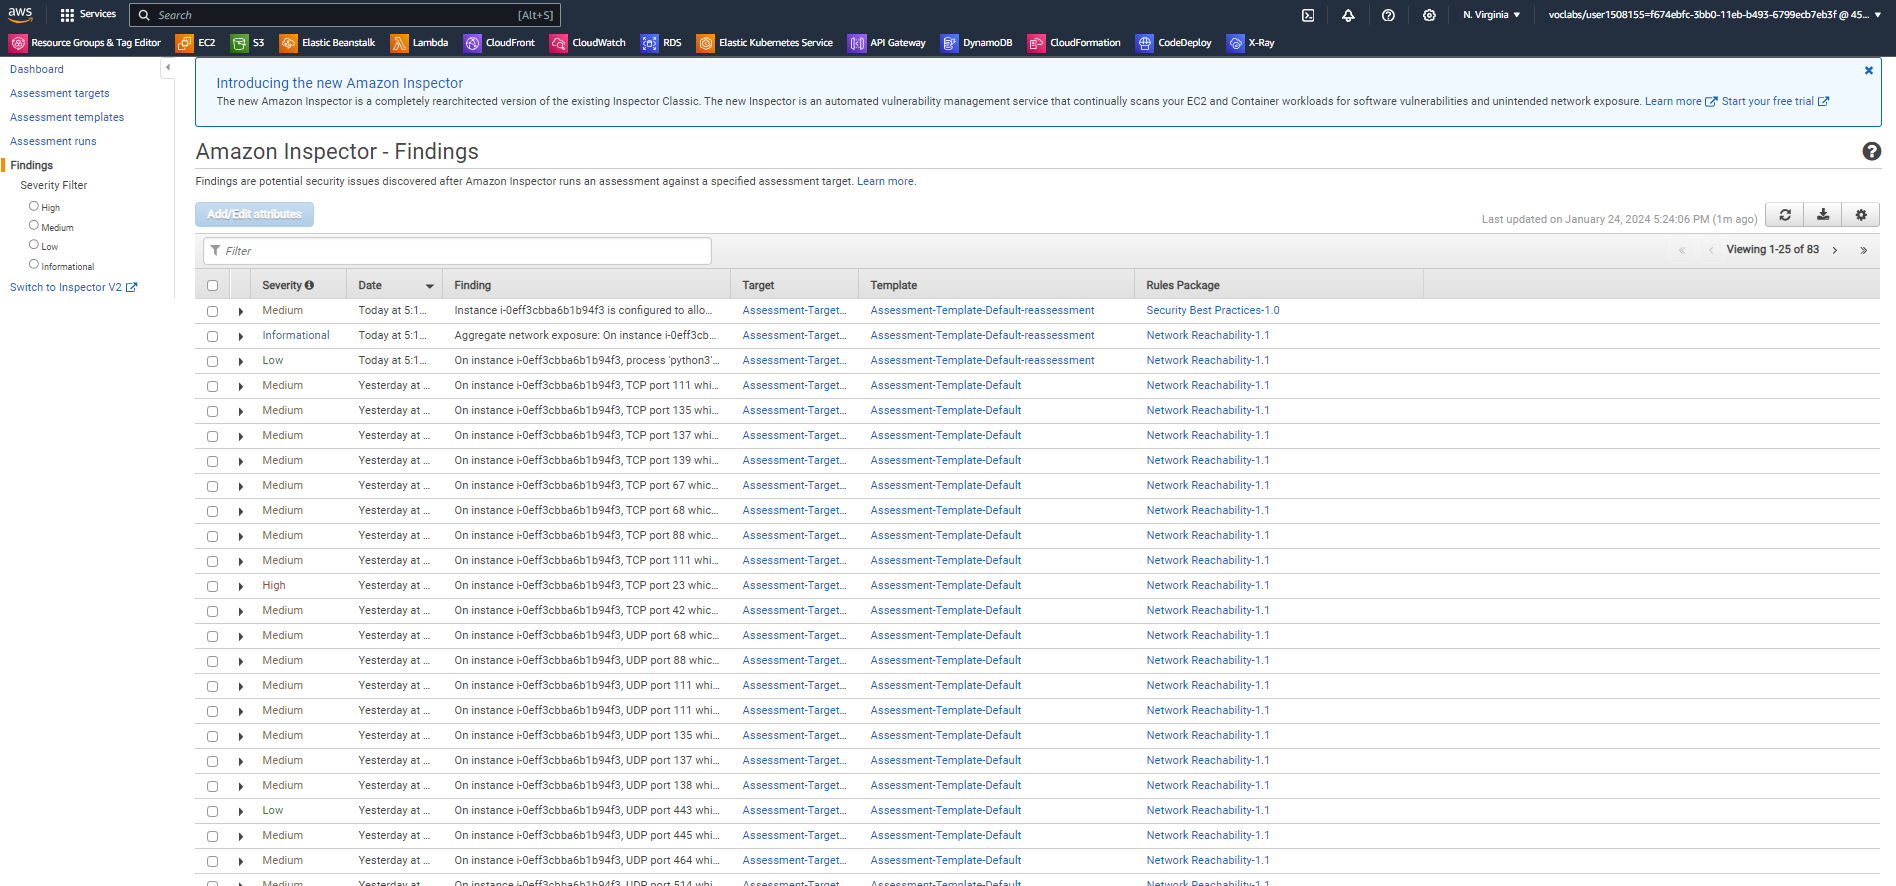 aws Services Search [Alt+S] N. Virginia voclabs/user1508155=f674ebfc-3bb0-11eb-b493-6799ecb7eb3f @ 45...
Resource Groups & Tag Editor EC2 S3 Elastic Beanstalk Lambda CloudFront CloudWatch RDS Elastic Kubernetes Service API Gateway DynamoDB CloudFormation CodeDeploy X-Ray
Dashboard
Assessment targets
Assessment templates
Assessment runs
Findings
Severity Filter
High
Medium
Low
Informational
Switch to Inspector V2
Introducing the new Amazon Inspector
The new Amazon Inspector is a completely rearchitected version of the existing Inspector Classic. The new Inspector is an automated vulnerability management service that continually scans your EC2 and Container workloads for software vulnerabilities and unintended network exposure. Learn more Start your free trial
Amazon Inspector - Findings
Findings are potential security issues discovered after Amazon Inspector runs an assessment against a specified assessment target. Learn more.
Add/Edit attributes
Last updated on January 24, 2024 5:24:06 PM (1m ago)
Filter
« ‹ Viewing 1-25 of 83 › »
Severity Date Finding Target Template Rules Package
Medium Today at 5:1... Instance i-0eff3cbba6b1b94f3 is configured to allo... Assessment-Target... Assessment-Template-Default-reassessment Security Best Practices-1.0
Informational Today at 5:1... Aggregate network exposure: On instance i-0eff3cb... Assessment-Target... Assessment-Template-Default-reassessment Network Reachability-1.1
Low Today at 5:1... On instance i-0eff3cbba6b1b94f3, process 'python3'... Assessment-Target... Assessment-Template-Default-reassessment Network Reachability-1.1
Medium Yesterday at ... On instance i-0eff3cbba6b1b94f3, TCP port 111 whi... Assessment-Target... Assessment-Template-Default Network Reachability-1.1
Medium Yesterday at ... On instance i-0eff3cbba6b1b94f3, TCP port 135 whi... Assessment-Target... Assessment-Template-Default Network Reachability-1.1
Medium Yesterday at ... On instance i-0eff3cbba6b1b94f3, TCP port 137 whi... Assessment-Target... Assessment-Template-Default Network Reachability-1.1
Medium Yesterday at ... On instance i-0eff3cbba6b1b94f3, TCP port 139 whi... Assessment-Target... Assessment-Template-Default Network Reachability-1.1
Medium Yesterday at ... On instance i-0eff3cbba6b1b94f3, TCP port 67 whic... Assessment-Target... Assessment-Template-Default Network Reachability-1.1
Medium Yesterday at ... On instance i-0eff3cbba6b1b94f3, TCP port 68 whic... Assessment-Target... Assessment-Template-Default Network Reachability-1.1
Medium Yesterday at ... On instance i-0eff3cbba6b1b94f3, TCP port 88 whic... Assessment-Target... Assessment-Template-Default Network Reachability-1.1
Medium Yesterday at ... On instance i-0eff3cbba6b1b94f3, TCP port 111 whi... Assessment-Target... Assessment-Template-Default Network Reachability-1.1
High Yesterday at ... On instance i-0eff3cbba6b1b94f3, TCP port 23 whic... Assessment-Target... Assessment-Template-Default Network Reachability-1.1
Medium Yesterday at ... On instance i-0eff3cbba6b1b94f3, TCP port 42 whic... Assessment-Target... Assessment-Template-Default Network Reachability-1.1
Medium Yesterday at ... On instance i-0eff3cbba6b1b94f3, UDP port 68 whic... Assessment-Target... Assessment-Template-Default Network Reachability-1.1
Medium Yesterday at ... On instance i-0eff3cbba6b1b94f3, UDP port 88 whic... Assessment-Target... Assessment-Template-Default Network Reachability-1.1
Medium Yesterday at ... On instance i-0eff3cbba6b1b94f3, UDP port 111 whi... Assessment-Target... Assessment-Template-Default Network Reachability-1.1
Medium Yesterday at ... On instance i-0eff3cbba6b1b94f3, UDP port 111 whi... Assessment-Target... Assessment-Template-Default Network Reachability-1.1
Medium Yesterday at ... On instance i-0eff3cbba6b1b94f3, UDP port 135 whi... Assessment-Target... Assessment-Template-Default Network Reachability-1.1
Medium Yesterday at ... On instance i-0eff3cbba6b1b94f3, UDP port 137 whi... Assessment-Target... Assessment-Template-Default Network Reachability-1.1
Medium Yesterday at ... On instance i-0eff3cbba6b1b94f3, UDP port 138 whi... Assessment-Target... Assessment-Template-Default Network Reachability-1.1
Low Yesterday at ... On instance i-0eff3cbba6b1b94f3, UDP port 443 whi... Assessment-Target... Assessment-Template-Default Network Reachability-1.1
Medium Yesterday at ... On instance i-0eff3cbba6b1b94f3, UDP port 445 whi... Assessment-Target... Assessment-Template-Default Network Reachability-1.1
Medium Yesterday at ... On instance i-0eff3cbba6b1b94f3, UDP port 464 whi... Assessment-Target... Assessment-Template-Default Network Reachability-1.1
Medium Yesterday at ... On instance i-0eff3cbba6b1b94f3, UDP port 514 whi... Assessment-Target... Assessment-Template-Default Network Reachability-1.1